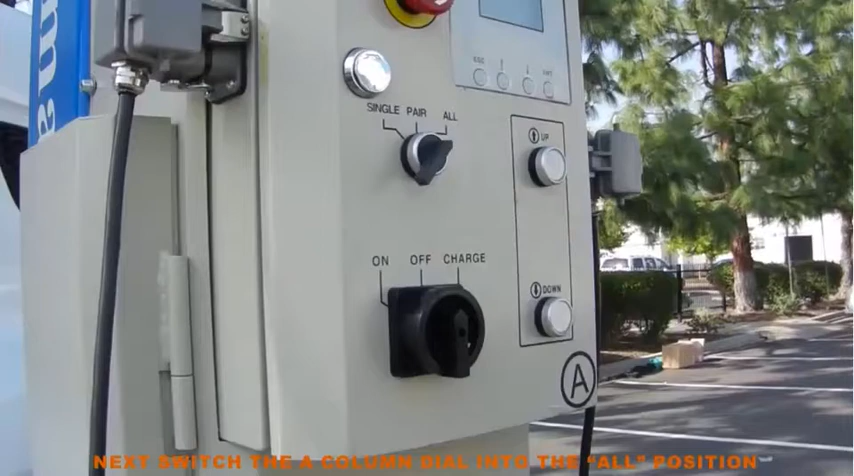 SINGLE PAIR ALL
UP
ON OFF CHARGE
DOWN
A
NEXT SWITCH THE A COLUMN DIAL INTO THE “ALL” POSITION